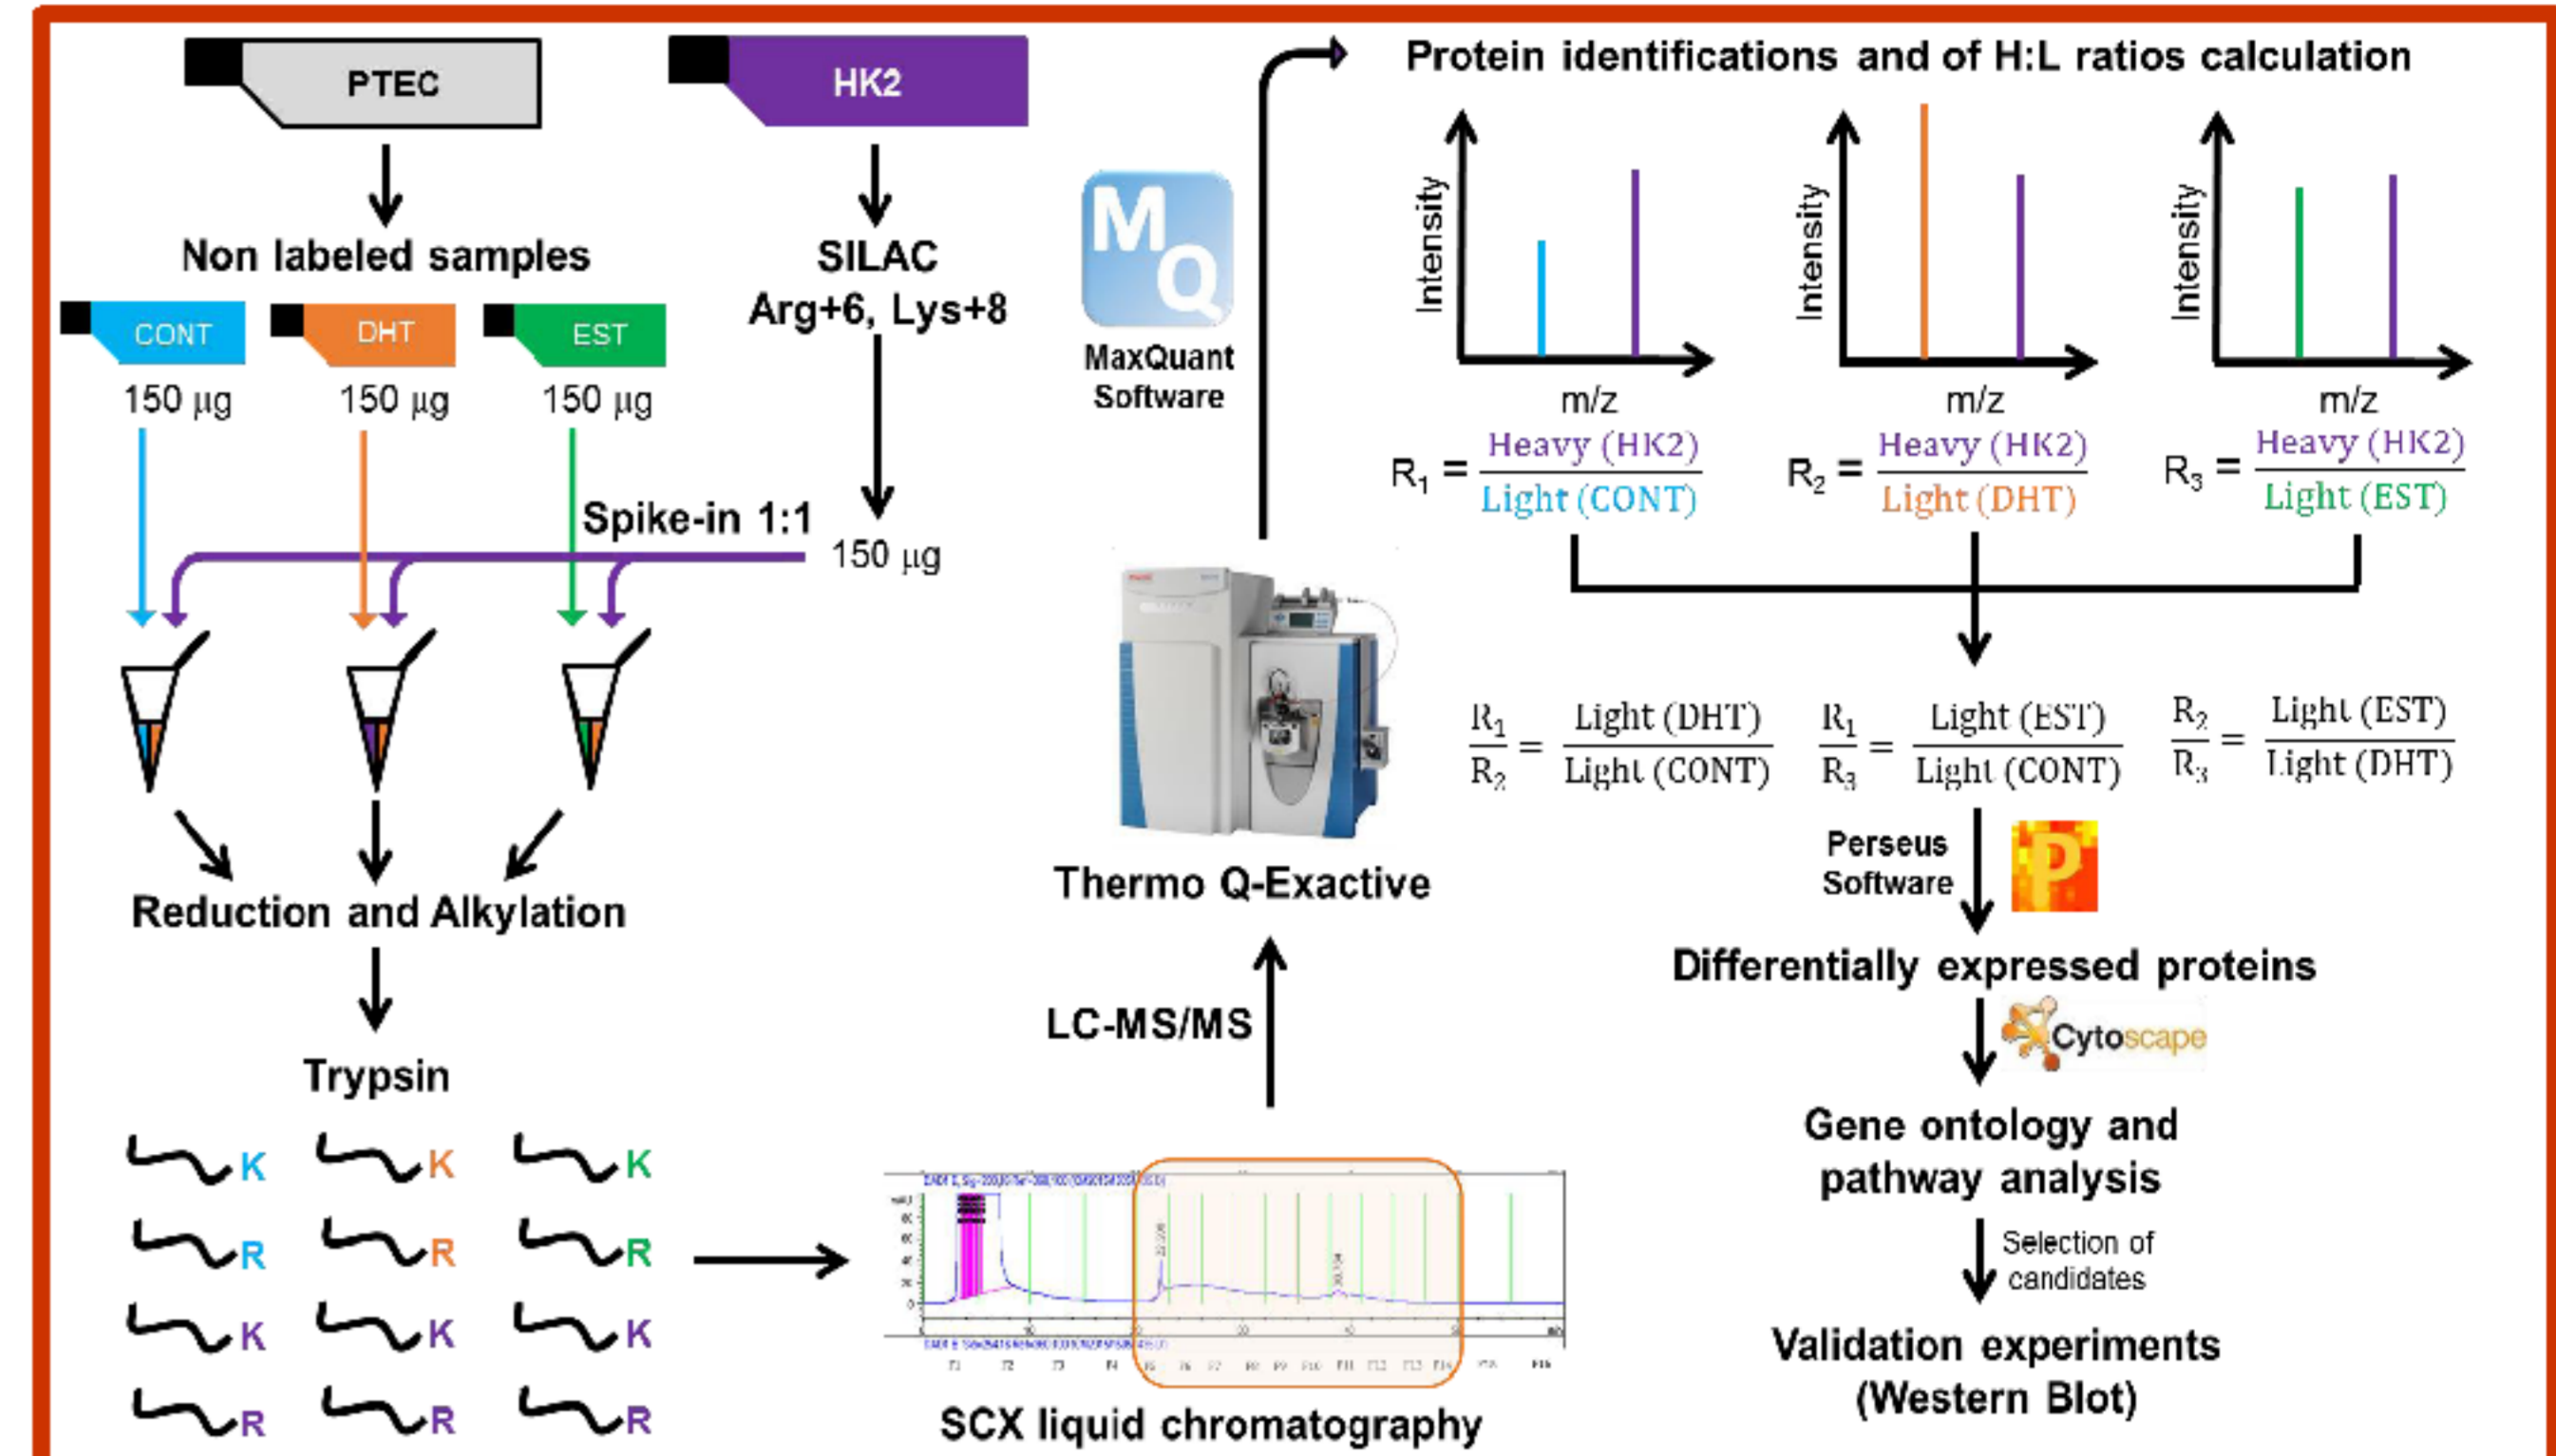 PTEC
HK2
Non labeled samples
SILAC
Arg+6, Lys+8
CONT
DHT
EST
150 μg
150 μg
150 μg
Spike-in 1:1
150 μg
Reduction and Alkylation
Trypsin
K K K
R R R
K K K
R R R
SCX liquid chromatography
LC-MS/MS
Thermo Q-Exactive
MQ
MaxQuant
Software
Protein identifications and of H:L ratios calculation
Intensity
m/z
Intensity
m/z
Intensity
m/z
R₁ = Heavy (HK2) / Light (CONT)
R₂ = Heavy (HK2) / Light (DHT)
R₃ = Heavy (HK2) / Light (EST)
R₁ / R₂ = Light (DHT) / Light (CONT)
R₁ / R₃ = Light (EST) / Light (CONT)
R₂ / R₃ = Light (EST) / Light (DHT)
Perseus
Software
P
Differentially expressed proteins
Cytoscape
Gene ontology and
pathway analysis
Selection of
candidates
Validation experiments
(Western Blot)